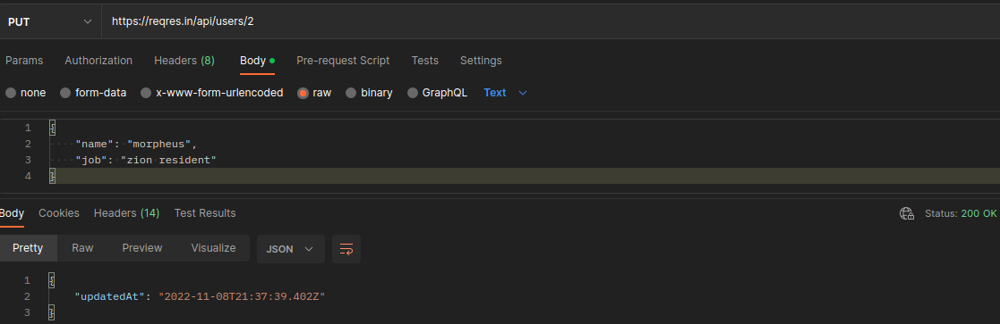 PUT https://reqres.in/api/users/2
Params Authorization Headers (8) Body Pre-request Script Tests Settings
none form-data x-www-form-urlencoded raw binary GraphQL Text
1 {
2 "name": "morpheus",
3 "job": "zion resident"
4 }
Body Cookies Headers (14) Test Results Status: 200 OK
Pretty Raw Preview Visualize JSON
1 {
2 "updatedAt": "2022-11-08T21:37:39.402Z"
3 }